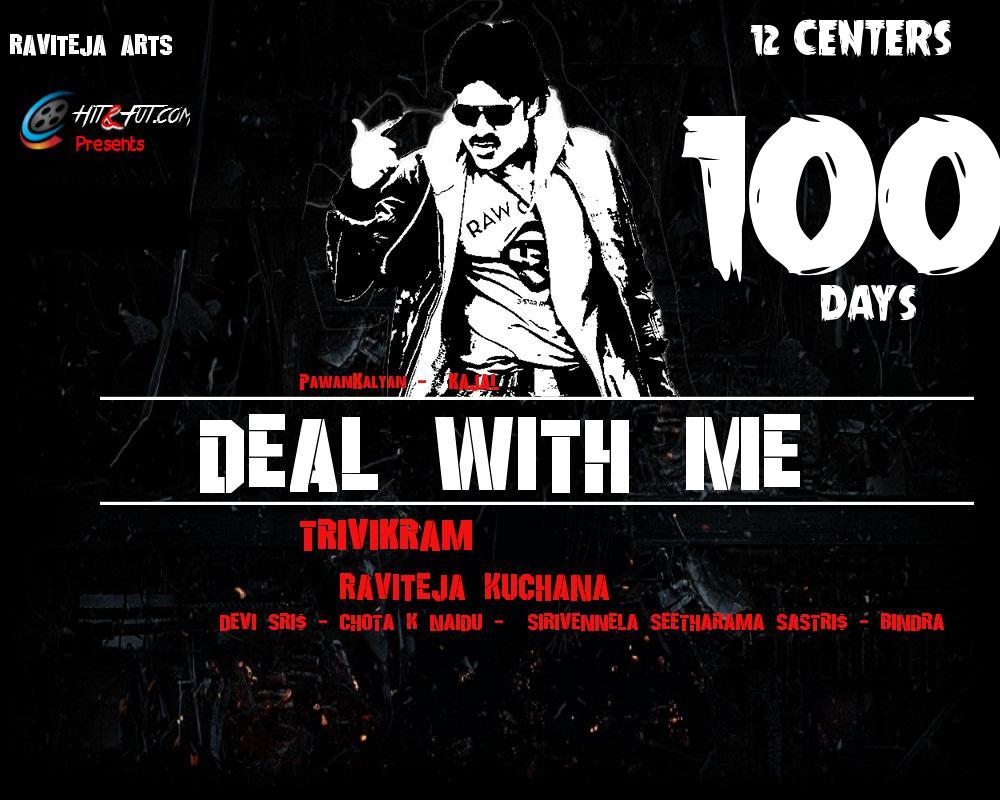 RAVITEJA ARTS
12 CENTERS
HIT&FUT.COM
Presents
100
DAYS
RAW
PAWANKALYAN - KAJAL
DEAL WITH ME
TRIVIKRAM
RAVITEJA KUCHANA
DEVI SRI$ - CHOTA K NAIDU - SIRIVENNELA SEETHARAMA SASTRI$ - BINDRA